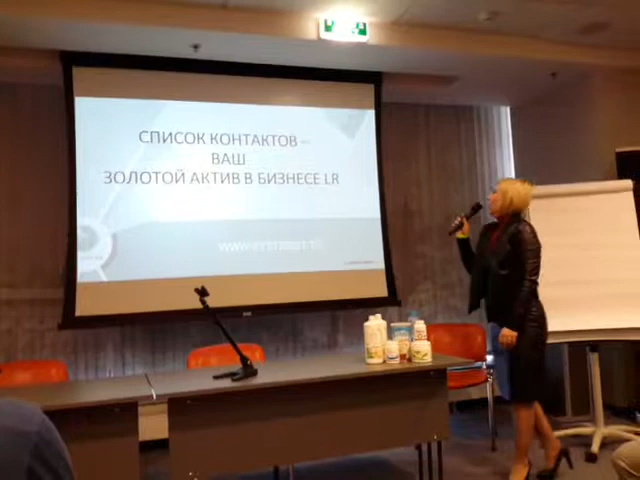 СПИСОК КОНТАКТОВ –
ВАШ
ЗОЛОТОЙ АКТИВ В БИЗНЕСЕ LR